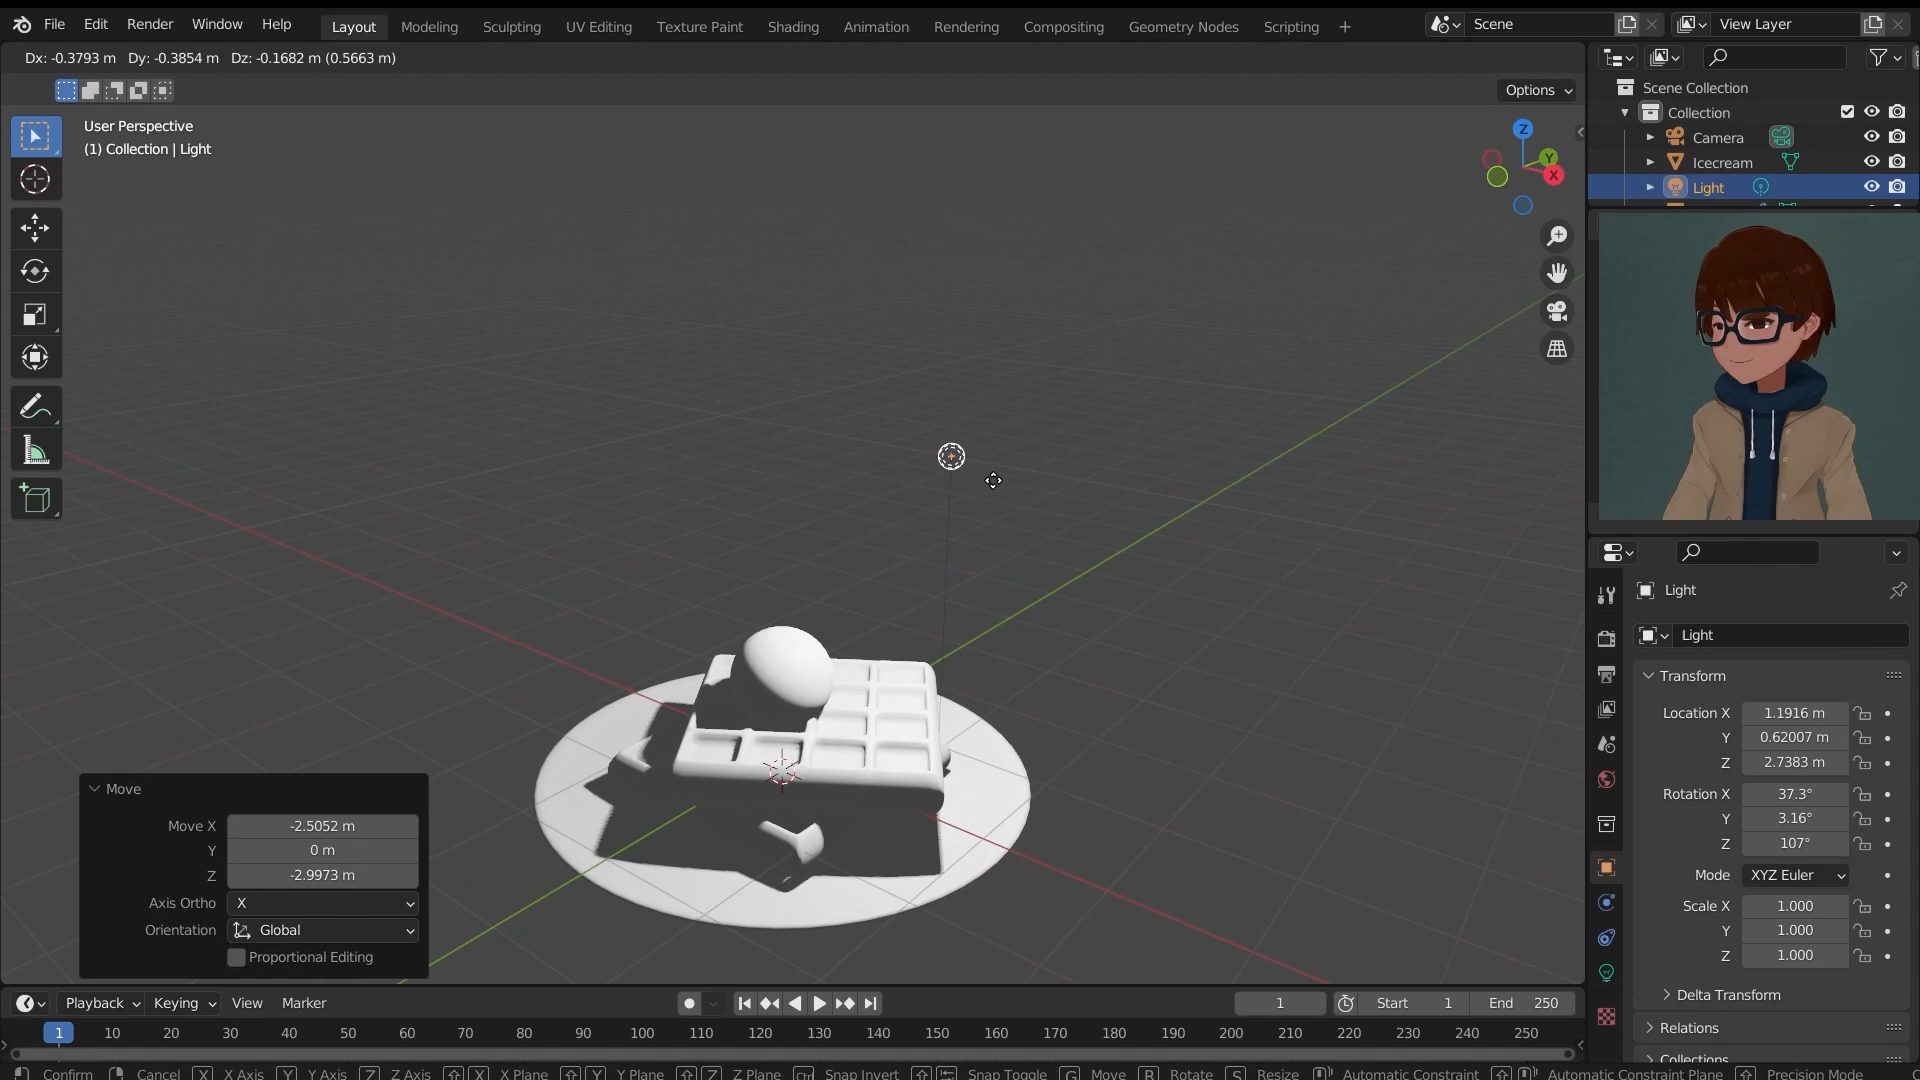 File Edit Render Window Help Layout Modeling Sculpting UV Editing Texture Paint Shading Animation Rendering Compositing Geometry Nodes Scripting + Scene View Layer
Dx: -0.3793 m Dy: -0.3854 m Dz: -0.1682 m (0.5663 m)
Options
User Perspective
(1) Collection | Light
Z
Y
X
Scene Collection
Collection
Camera
Icecream
Light
Light
Light
Transform
Location X 1.1916 m
Y 0.62007 m
Z 2.7383 m
Rotation X 37.3°
Y 3.16°
Z 107°
Mode XYZ Euler
Scale X 1.000
Y 1.000
Z 1.000
Delta Transform
Relations
Collections
Move
Move X -2.5052 m
Y 0 m
Z -2.9973 m
Axis Ortho X
Orientation Global
Proportional Editing
Playback Keying View Marker 1 Start 1 End 250
1 10 20 30 40 50 60 70 80 90 100 110 120 130 140 150 160 170 180 190 200 210 220 230 240 250
Confirm Cancel X X Axis Y Y Axis Z Z Axis X X Plane Y Y Plane Z Z Plane Ctrl Snap Invert Snap Toggle G Move R Rotate S Resize Automatic Constraint Automatic Constraint Plane Precision Mode